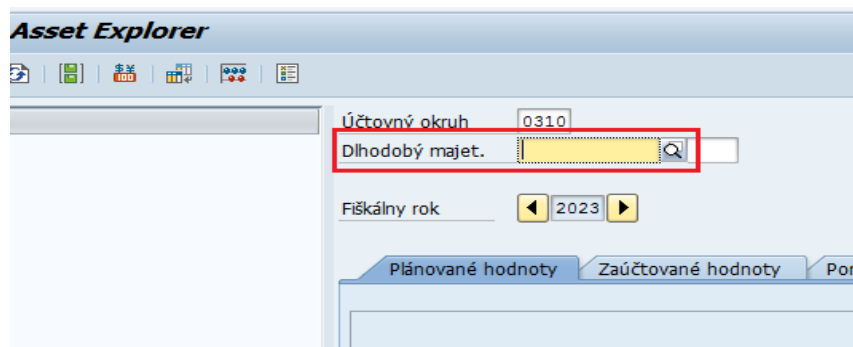 Asset Explorer
Účtovný okruh 0310
Dlhodobý majet.
Fiškálny rok 2023
Plánované hodnoty Zaúčtované hodnoty